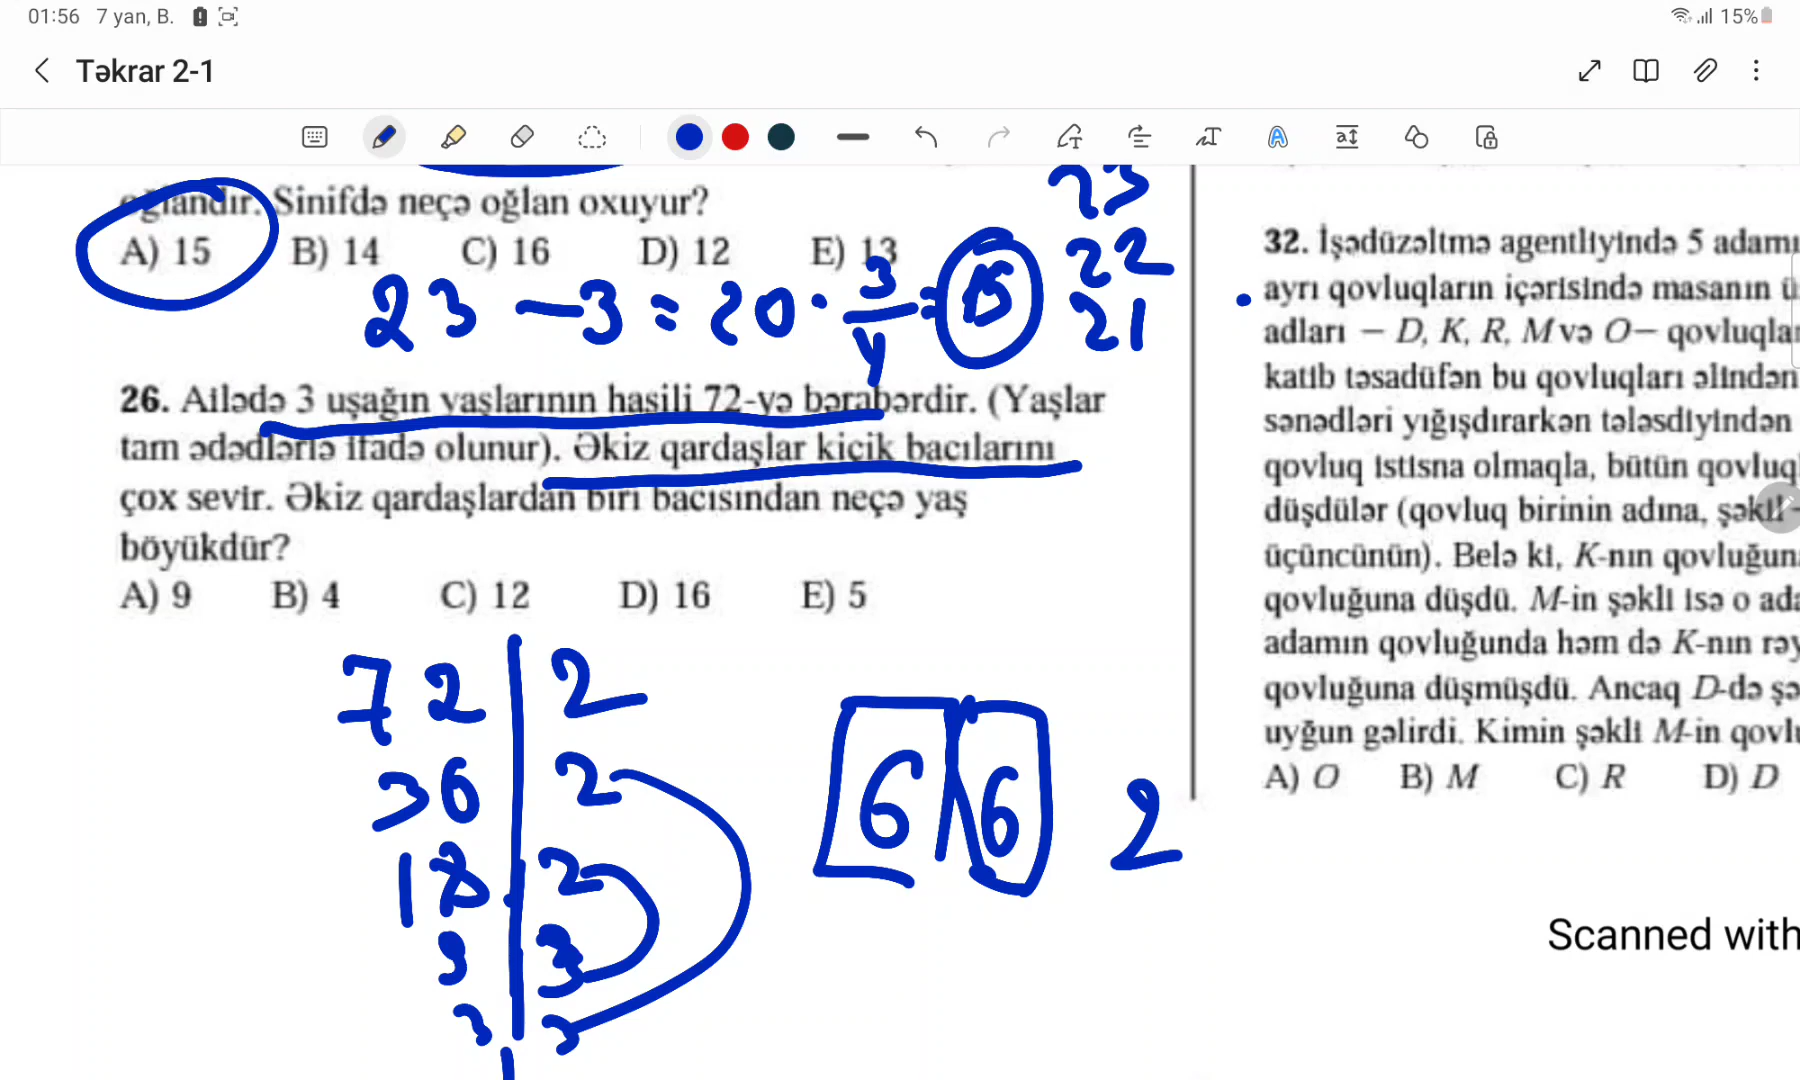 01:56 7 yan, B. 15%
Təkrar 2-1
oğlandır. Sinifdə neçə oğlan oxuyur?
A) 15 B) 14 C) 16 D) 12 E) 13
23
22
21
23 - 3 = 20 · 3/4 = 15
26. Ailədə 3 uşağın yaşlarının hasili 72-yə bərabərdir. (Yaşlar
tam ədədlərlə ifadə olunur). Əkiz qardaşlar kiçik bacılarını
çox sevir. Əkiz qardaşlardan biri bacısından neçə yaş
böyükdür?
A) 9 B) 4 C) 12 D) 16 E) 5
72 | 2
36 | 2
18 | 2
9 | 3
3 | 3
1
6 6 2
32. İşədüzəltmə agentliyində 5 adamı
ayrı qovluqların içərisində masanın ü
adları – D, K, R, M və O– qovluqlar
katib təsadüfən bu qovluqları əlindən
sənədləri yığışdırarkən tələsdiyindən
qovluq istisna olmaqla, bütün qovluq
düşdülər (qovluq birinin adına, şəkli -
üçüncünün). Belə ki, K-nın qovluğun
qovluğuna düşdü. M-in şəkli isə o ada
adamın qovluğunda həm də K-nın rəy
qovluğuna düşmüşdü. Ancaq D-də şə
uyğun gəlirdi. Kimin şəkli M-in qovlu
A) O B) M C) R D) D
Scanned with